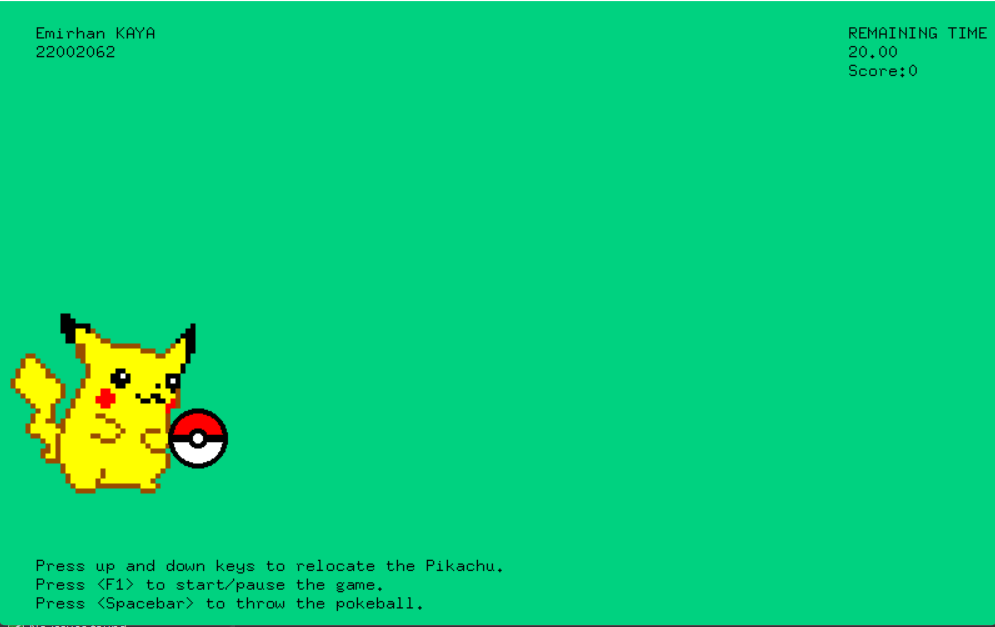 Emirhan KAYA
22002062
REMAINING TIME
20.00
Score:0
Press up and down keys to relocate the Pikachu.
Press <F1> to start/pause the game.
Press <Spacebar> to throw the pokeball.